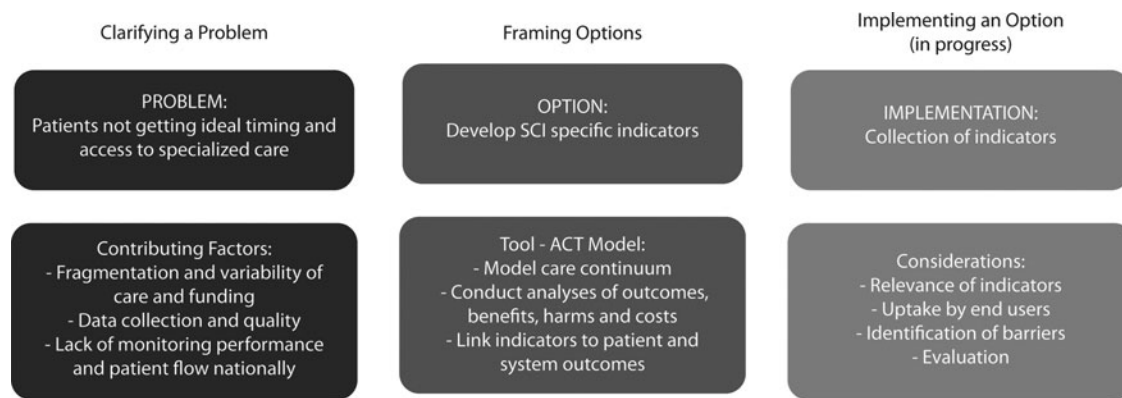 Clarifying a Problem
PROBLEM:
Patients not getting ideal timing and
access to specialized care
Contributing Factors:
- Fragmentation and variability of
care and funding
- Data collection and quality
- Lack of monitoring performance
and patient flow nationally
Framing Options
OPTION:
Develop SCI specific indicators
Tool - ACT Model:
- Model care continuum
- Conduct analyses of outcomes,
benefits, harms and costs
- Link indicators to patient and
system outcomes
Implementing an Option
(in progress)
IMPLEMENTATION:
Collection of indicators
Considerations:
- Relevance of indicators
- Uptake by end users
- Identification of barriers
- Evaluation